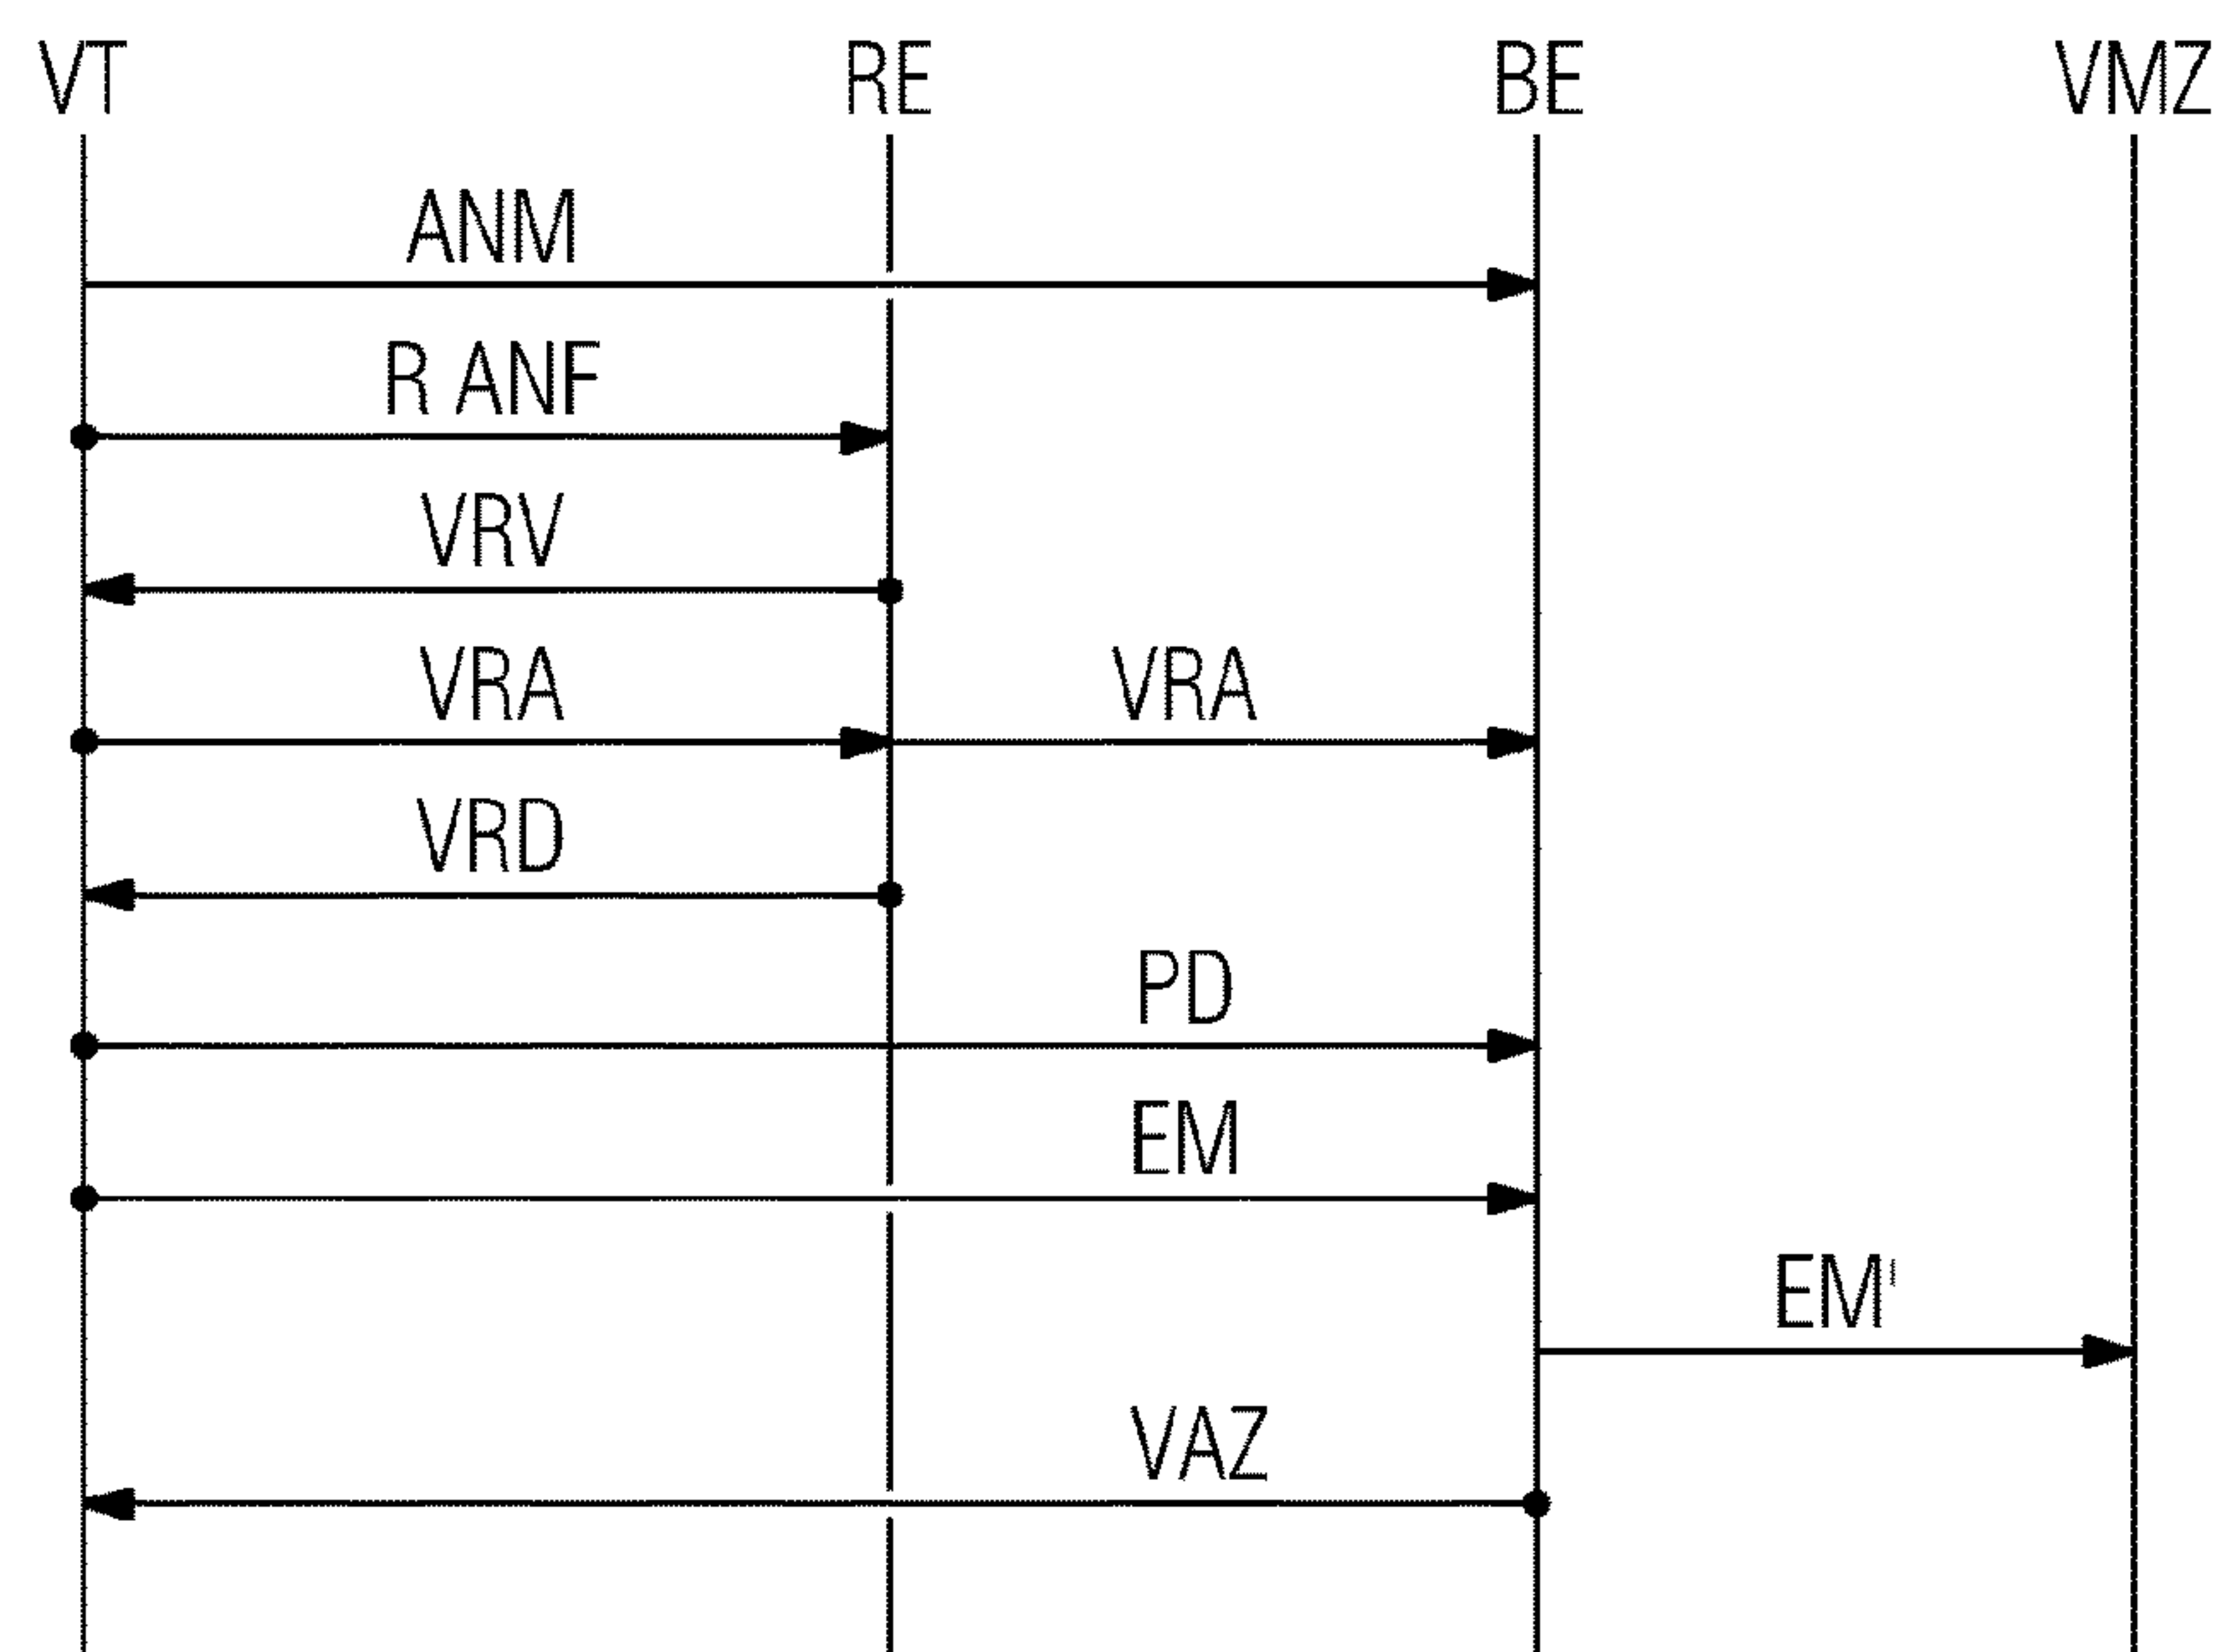 VT RE BE VMZ
ANM
R ANF
VRV
VRA VRA
VRD
PD
EM
EM'
VAZ